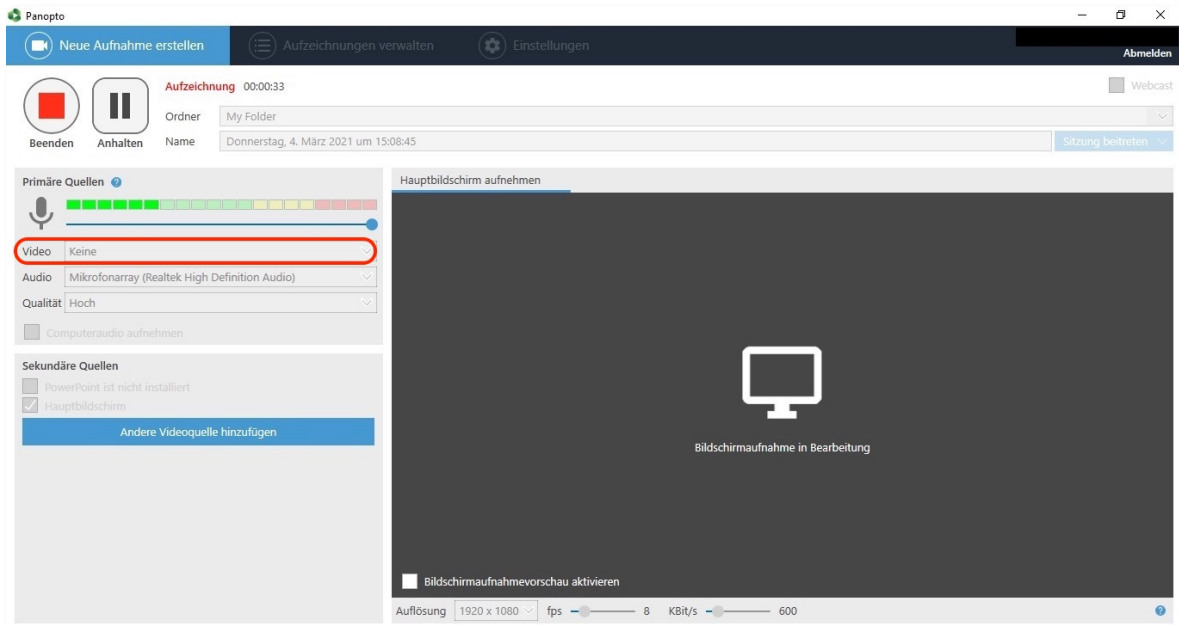 Panopto
Neue Aufnahme erstellen
Aufzeichnungen verwalten
Einstellungen
Abmelden
Aufzeichnung 00:00:33
Webcast
Ordner My Folder
Beenden Anhalten Name Donnerstag, 4. März 2021 um 15:08:45 Sitzung beitreten
Primäre Quellen ?
Video Keine
Audio Mikrofonarray (Realtek High Definition Audio)
Qualität Hoch
Computeraudio aufnehmen
Sekundäre Quellen
PowerPoint ist nicht installiert
Hauptbildschirm
Andere Videoquelle hinzufügen
Hauptbildschirm aufnehmen
Bildschirmaufnahme in Bearbeitung
Bildschirmaufnahmevorschau aktivieren
Auflösung 1920 x 1080 fps 8 KBit/s 600 ?